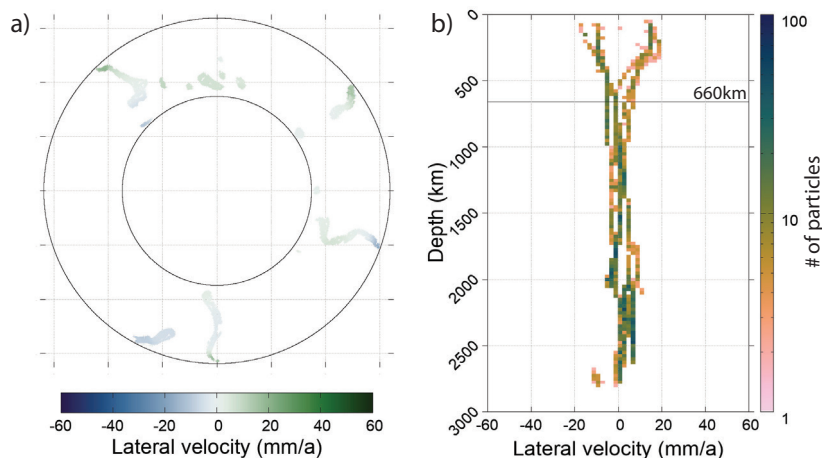 a)
-60 -40 -20 0 20 40 60
Lateral velocity (mm/a)
b)
0
500
1000
1500
2000
2500
3000
Depth (km)
660km
-60 -40 -20 0 20 40 60
Lateral velocity (mm/a)
100
10
1
# of particles